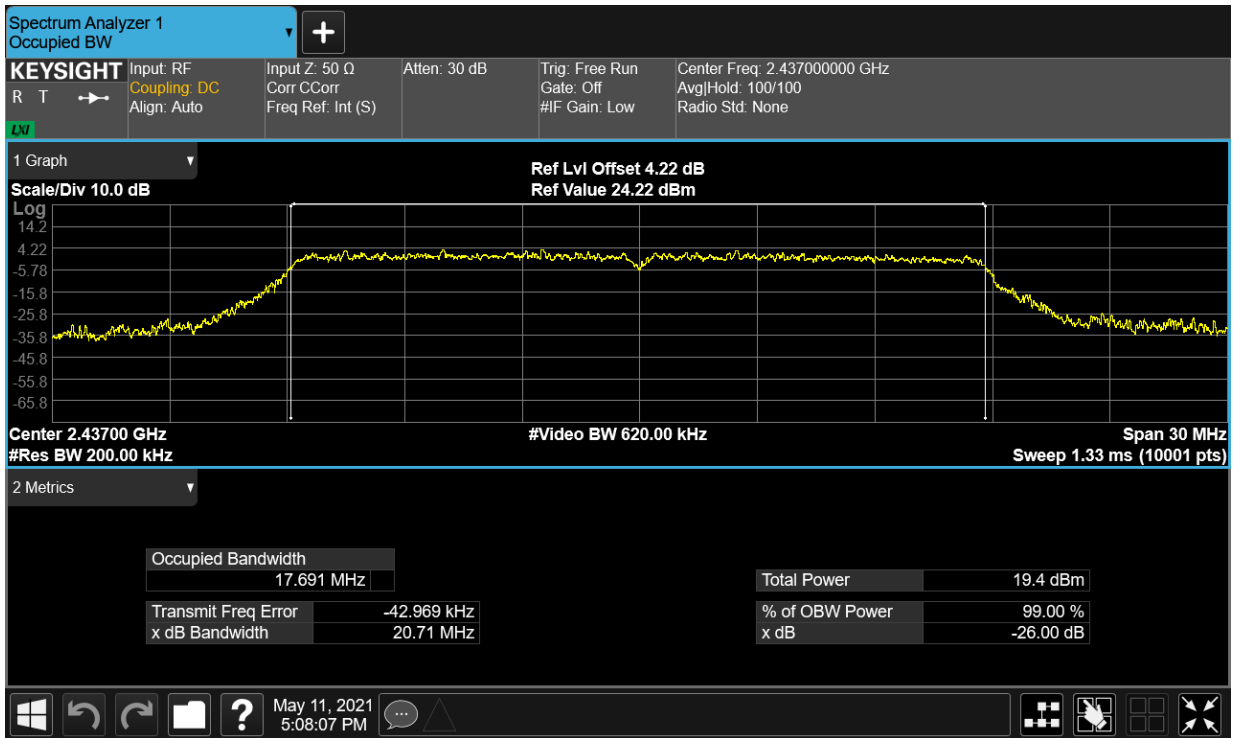 Spectrum Analyzer 1
Occupied BW
KEYSIGHT
R T
LXI
Input: RF
Coupling: DC
Align: Auto
Input Z: 50 Ω
Corr CCorr
Freq Ref: Int (S)
Atten: 30 dB
Trig: Free Run
Gate: Off
#IF Gain: Low
Center Freq: 2.437000000 GHz
Avg|Hold: 100/100
Radio Std: None
1 Graph
Scale/Div 10.0 dB
Ref Lvl Offset 4.22 dB
Ref Value 24.22 dBm
Log
14.2
4.22
-5.78
-15.8
-25.8
-35.8
-45.8
-55.8
-65.8
Center 2.43700 GHz
#Res BW 200.00 kHz
#Video BW 620.00 kHz
Span 30 MHz
Sweep 1.33 ms (10001 pts)
2 Metrics
Occupied Bandwidth
17.691 MHz
Transmit Freq Error -42.969 kHz
x dB Bandwidth 20.71 MHz
Total Power 19.4 dBm
% of OBW Power 99.00 %
x dB -26.00 dB
?
May 11, 2021
5:08:07 PM